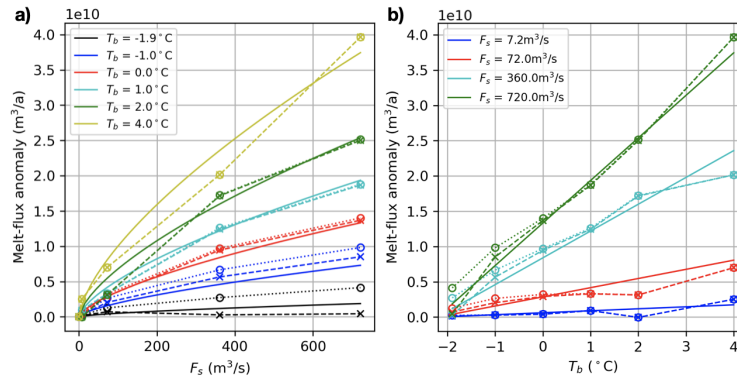 a)
1e10
Melt-flux anomaly (m³/a)
4.0
3.5
3.0
2.5
2.0
1.5
1.0
0.5
0.0
T_b = -1.9°C
T_b = -1.0°C
T_b = 0.0°C
T_b = 1.0°C
T_b = 2.0°C
T_b = 4.0°C
0 200 400 600
F_s (m³/s)
b)
1e10
Melt-flux anomaly (m³/a)
4.0
3.5
3.0
2.5
2.0
1.5
1.0
0.5
0.0
F_s = 7.2m³/s
F_s = 72.0m³/s
F_s = 360.0m³/s
F_s = 720.0m³/s
−2 −1 0 1 2 3 4
T_b (°C)